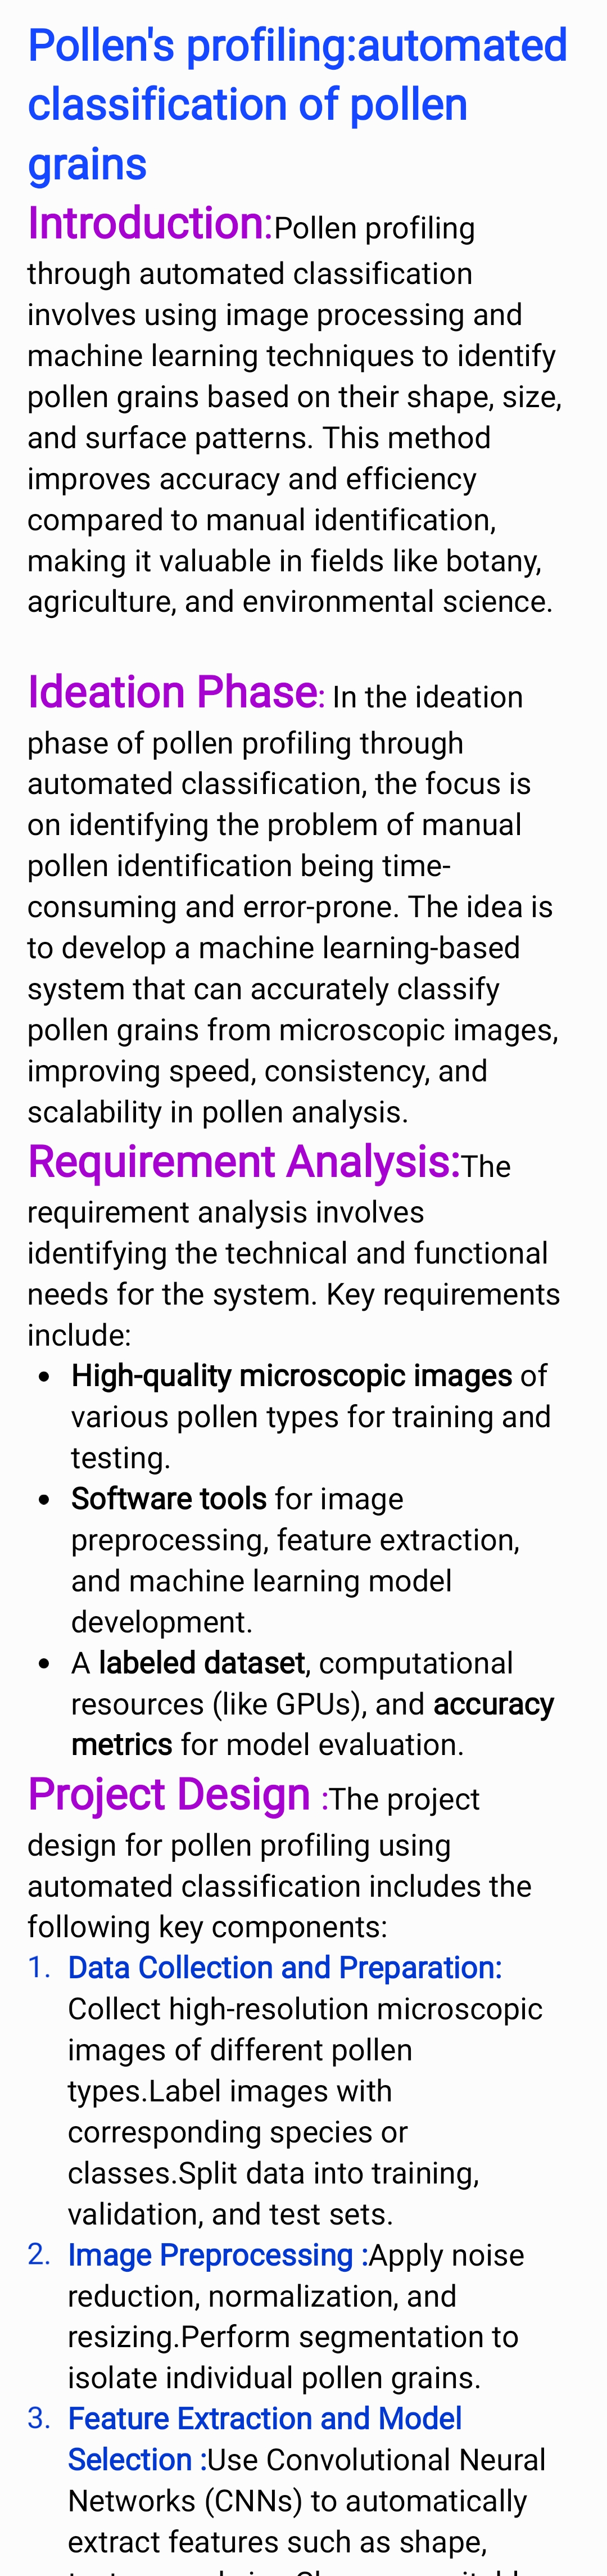 Pollen's profiling:automated
classification of pollen
grains
Introduction:Pollen profiling
through automated classification
involves using image processing and
machine learning techniques to identify
pollen grains based on their shape, size,
and surface patterns. This method
improves accuracy and efficiency
compared to manual identification,
making it valuable in fields like botany,
agriculture, and environmental science.
Ideation Phase: In the ideation
phase of pollen profiling through
automated classification, the focus is
on identifying the problem of manual
pollen identification being time-
consuming and error-prone. The idea is
to develop a machine learning-based
system that can accurately classify
pollen grains from microscopic images,
improving speed, consistency, and
scalability in pollen analysis.
Requirement Analysis:The
requirement analysis involves
identifying the technical and functional
needs for the system. Key requirements
include:
• High-quality microscopic images of
various pollen types for training and
testing.
• Software tools for image
preprocessing, feature extraction,
and machine learning model
development.
• A labeled dataset, computational
resources (like GPUs), and accuracy
metrics for model evaluation.
Project Design :The project
design for pollen profiling using
automated classification includes the
following key components:
1. Data Collection and Preparation:
Collect high-resolution microscopic
images of different pollen
types.Label images with
corresponding species or
classes.Split data into training,
validation, and test sets.
2. Image Preprocessing :Apply noise
reduction, normalization, and
resizing.Perform segmentation to
isolate individual pollen grains.
3. Feature Extraction and Model
Selection :Use Convolutional Neural
Networks (CNNs) to automatically
extract features such as shape,